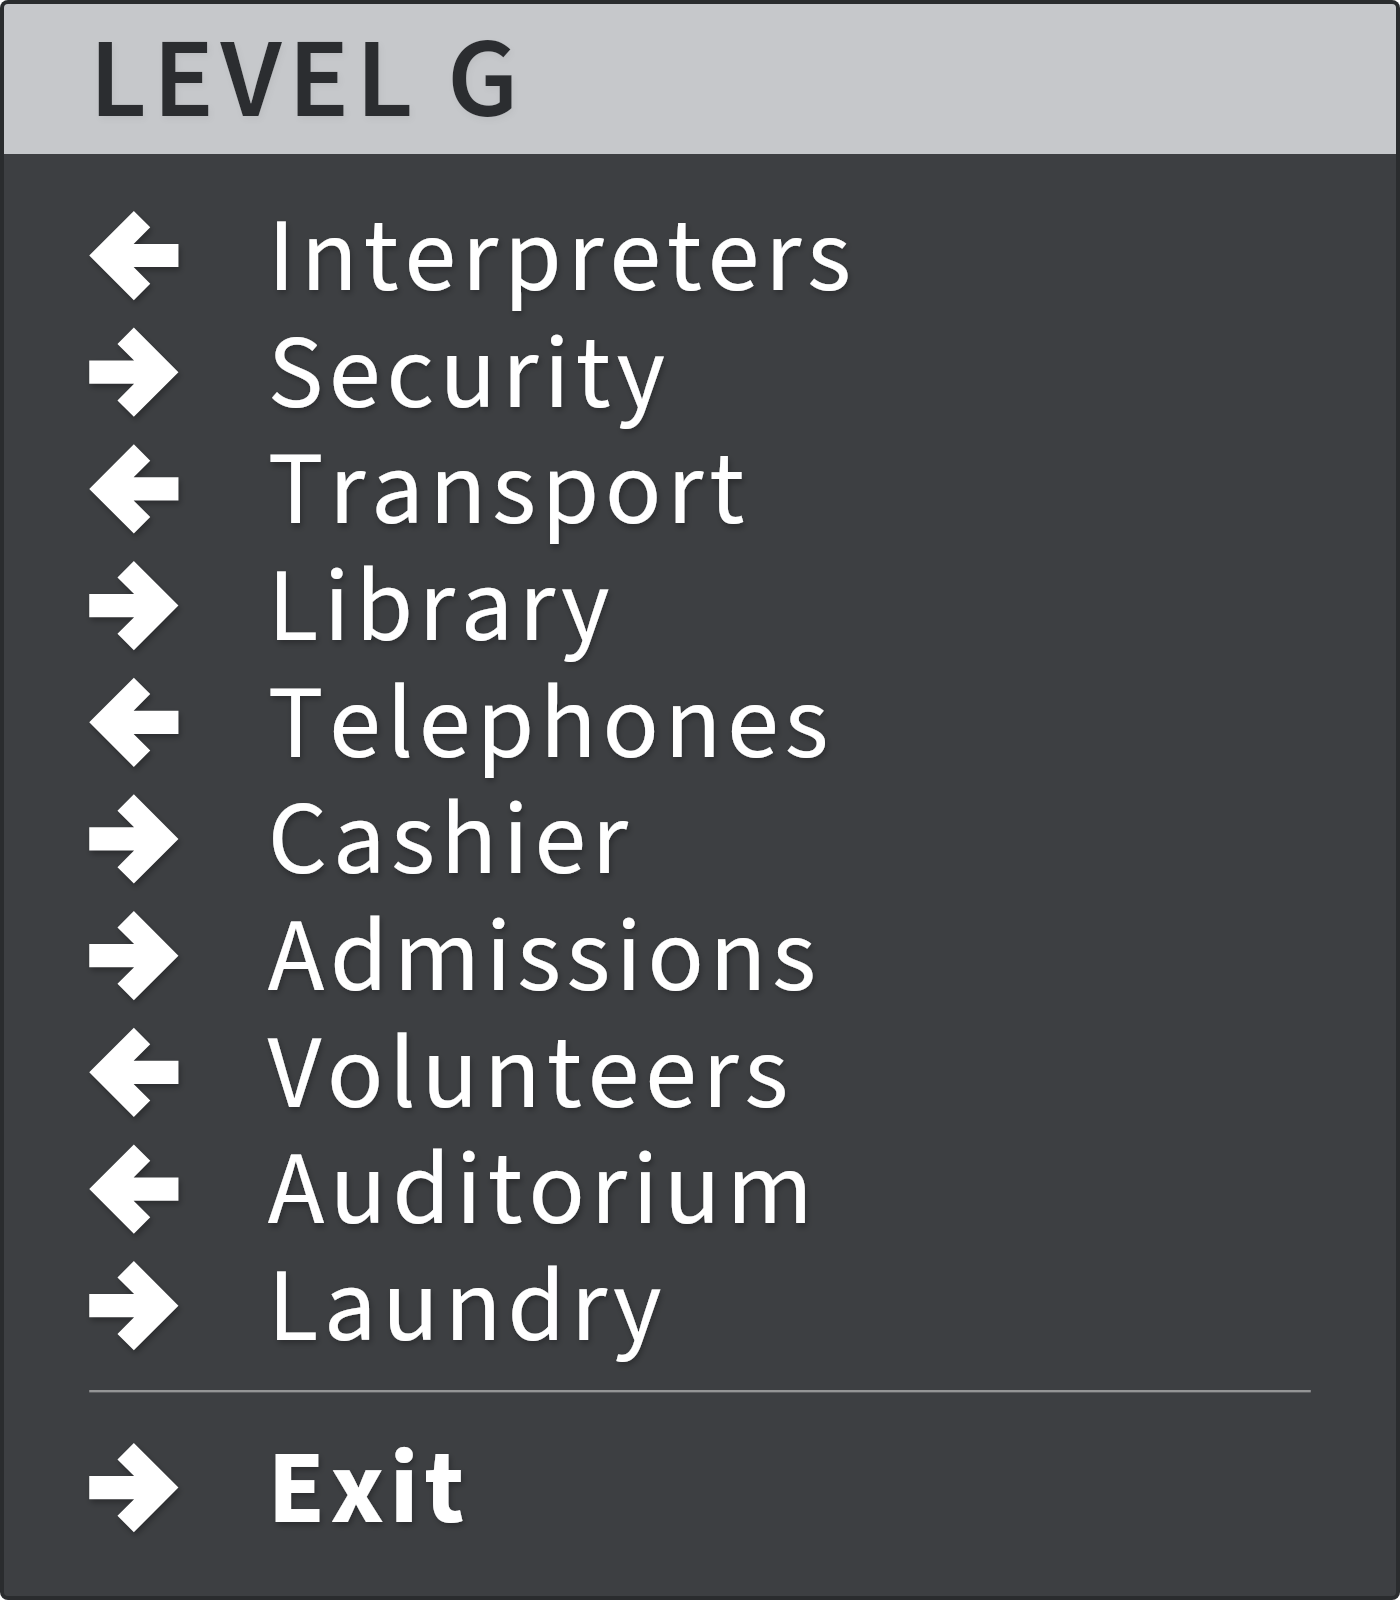 LEVEL G
Interpreters
Security
Transport
Library
Telephones
Cashier
Admissions
Volunteers
Auditorium
Laundry
Exit